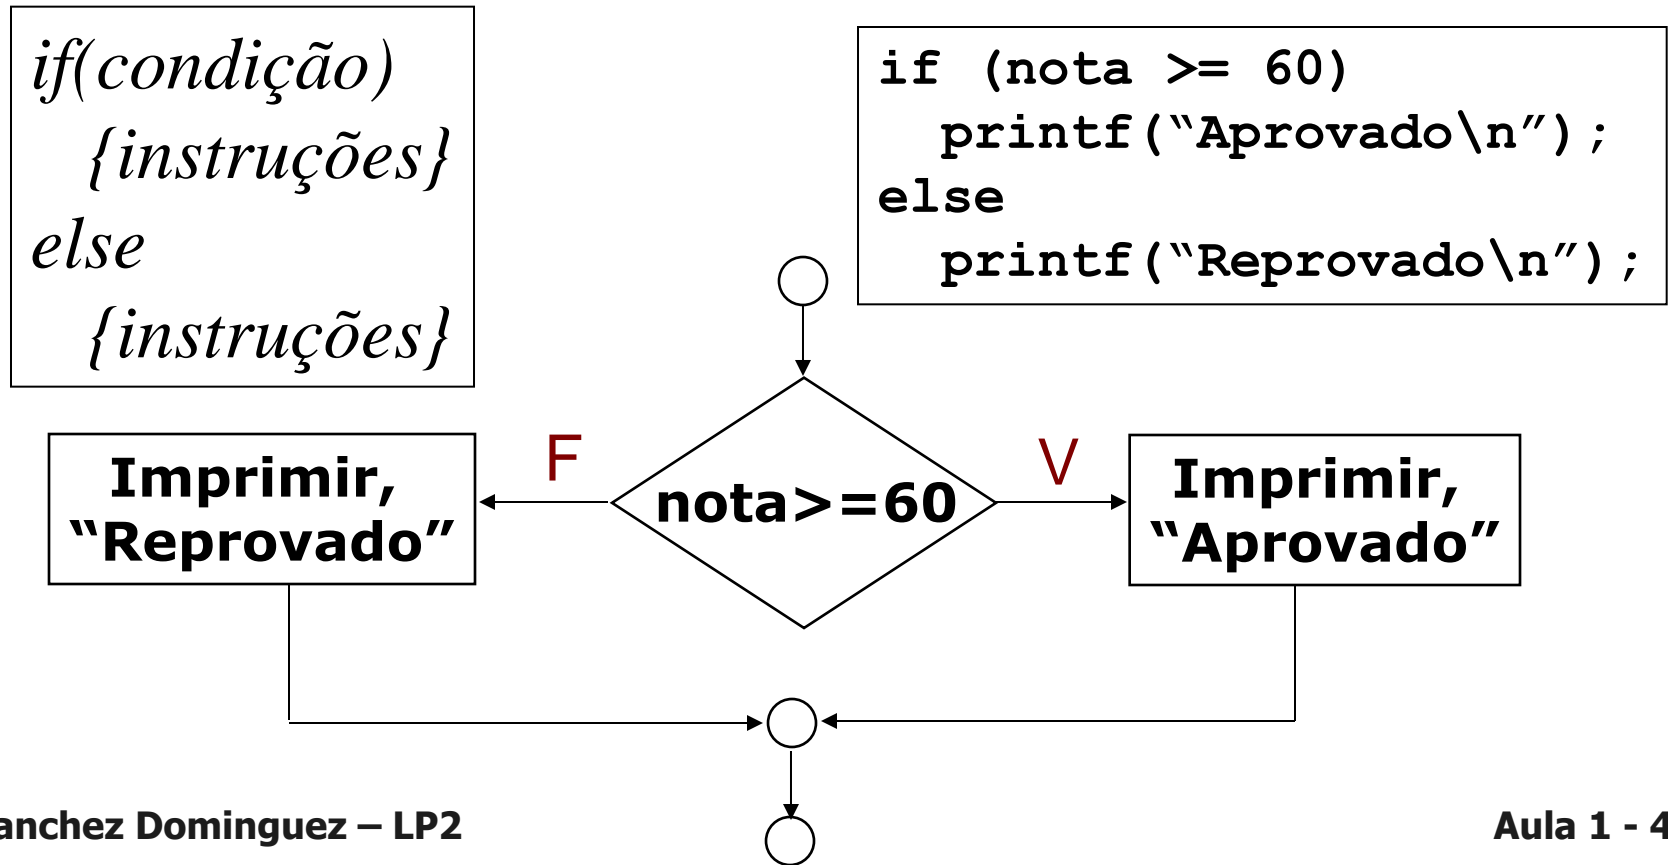 if(condição)
{instruções}
else
{instruções}
if (nota >= 60)
printf(“Aprovado\n”);
else
printf(“Reprovado\n”);
F
V
Imprimir,
“Reprovado”
nota>=60
Imprimir,
“Aprovado”
Dominguez – LP2
Aula 1 - 4